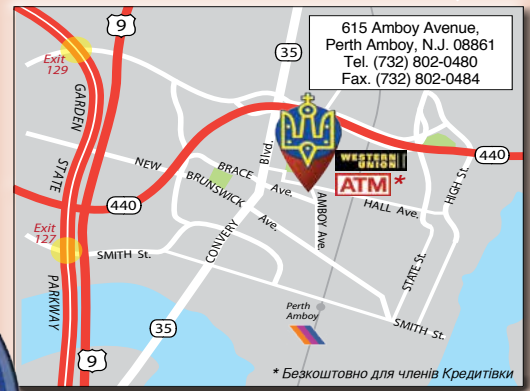 615 Amboy Avenue,
Perth Amboy, N.J. 08861
Tel. (732) 802-0480
Fax. (732) 802-0484
9
35
Exit
129
GARDEN
STATE
PARKWAY
WESTERN
UNION
ATM *
440
NEW
BRUNSWICK
Ave.
BRACE
Ave.
Blvd.
CONVERY
HALL Ave.
AMBOY Ave.
HIGH St.
STATE St.
440
Exit
127
SMITH St.
SMITH St.
Perth
Amboy
35
9
* Безкоштовно для членів Кредитівки